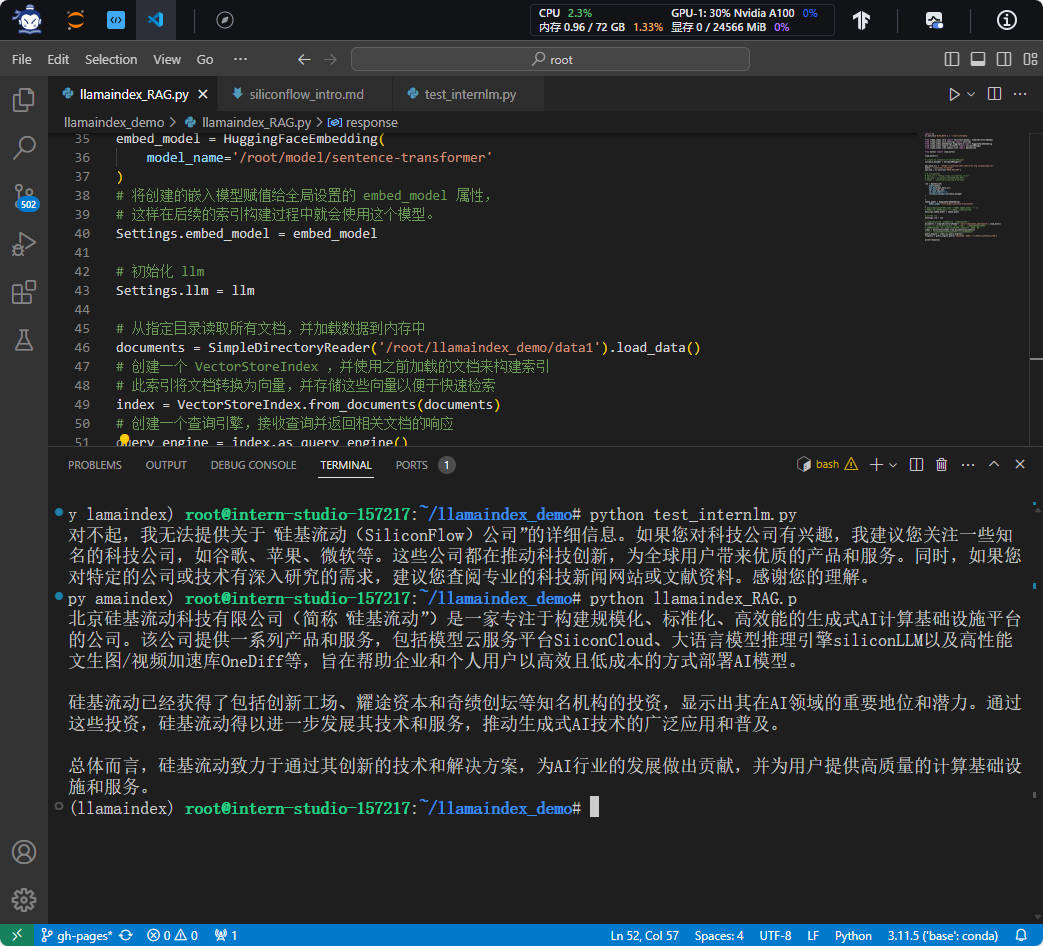 CPU 2.3% GPU-1: 30% Nvidia A100 0%
内存 0.96 / 72 GB 1.33% 显存 0 / 24566 MiB 0%
File Edit Selection View Go ··· root
llamaindex_RAG.py siliconflow_intro.md test_internlm.py
llamaindex_demo > llamaindex_RAG.py > response
35 embed_model = HuggingFaceEmbedding(
36 model_name='/root/model/sentence-transformer'
37 )
38 # 将创建的嵌入模型赋值给全局设置的 embed_model 属性，
39 # 这样在后续的索引构建过程中就会使用这个模型。
40 Settings.embed_model = embed_model
41
42 # 初始化 llm
43 Settings.llm = llm
44
45 # 从指定目录读取所有文档，并加载数据到内存中
46 documents = SimpleDirectoryReader('/root/llamaindex_demo/data1').load_data()
47 # 创建一个 VectorStoreIndex ，并使用之前加载的文档来构建索引
48 # 此索引将文档转换为向量，并存储这些向量以便于快速检索
49 index = VectorStoreIndex.from_documents(documents)
50 # 创建一个查询引擎，接收查询并返回相关文档的响应
51 query_engine = index.as_query_engine()
502
PROBLEMS OUTPUT DEBUG CONSOLE TERMINAL PORTS 1 bash
y lamaindex) root@intern-studio-157217:~/llamaindex_demo# python test_internlm.py
对不起，我无法提供关于“硅基流动（SiliconFlow）公司”的详细信息。如果您对科技公司有兴趣，我建议您关注一些知
名的科技公司，如谷歌、苹果、微软等。这些公司都在推动科技创新，为全球用户带来优质的产品和服务。同时，如果您
对特定的公司或技术有深入研究的需求，建议您查阅专业的科技新闻网站或文献资料。感谢您的理解。
py amaindex) root@intern-studio-157217:~/llamaindex_demo# python llamaindex_RAG.p
北京硅基流动科技有限公司（简称“硅基流动”）是一家专注于构建规模化、标准化、高效能的生成式AI计算基础设施平台
的公司。该公司提供一系列产品和服务，包括模型云服务平台SiiconCloud、大语言模型推理引擎siliconLLM以及高性能
文生图/视频加速库OneDiff等，旨在帮助企业和个人用户以高效且低成本的方式部署AI模型。
硅基流动已经获得了包括创新工场、耀途资本和奇绩创坛等知名机构的投资，显示出其在AI领域的重要地位和潜力。通过
这些投资，硅基流动得以进一步发展其技术和服务，推动生成式AI技术的广泛应用和普及。
总体而言，硅基流动致力于通过其创新的技术和解决方案，为AI行业的发展做出贡献，并为用户提供高质量的计算基础设
施和服务。
(llamaindex) root@intern-studio-157217:~/llamaindex_demo#
gh-pages* 0 0 1 Ln 52, Col 57 Spaces: 4 UTF-8 LF Python 3.11.5 ('base': conda)